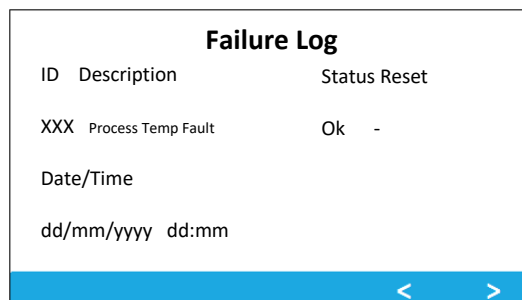 Failure Log
ID Description Status Reset
XXX Process Temp Fault Ok -
Date/Time
dd/mm/yyyy dd:mm
< >